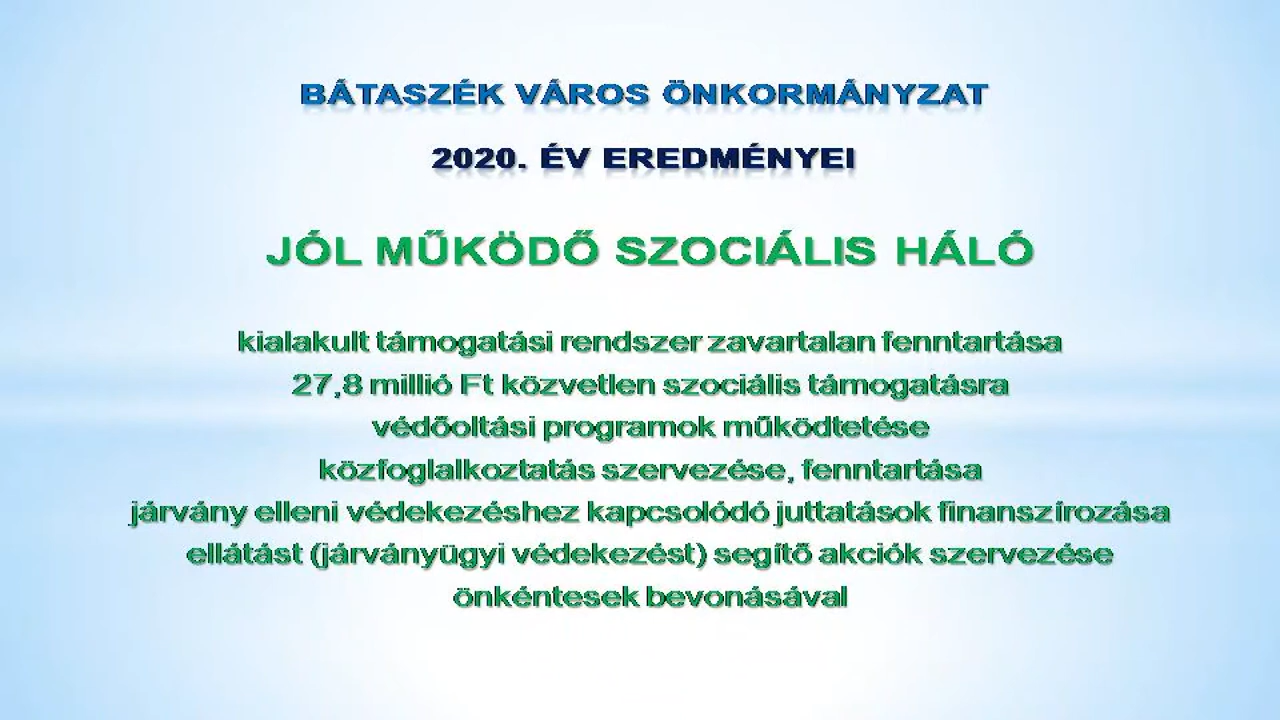 BÁTASZÉK VÁROS ÖNKORMÁNYZAT
2020. ÉV EREDMÉNYEI
JÓL MŰKÖDŐ SZOCIÁLIS HÁLÓ
kialakult támogatási rendszer zavartalan fenntartása
27,8 millió Ft közvetlen szociális támogatásra
védőoltási programok működtetése
közfoglalkoztatás szervezése, fenntartása
járvány elleni védekezéshez kapcsolódó juttatások finanszírozása
ellátást (járványügyi védekezést) segítő akciók szervezése
önkéntesek bevonásával